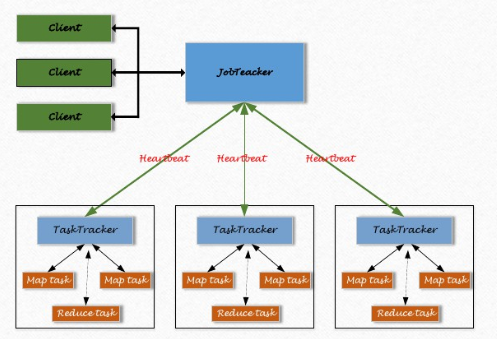 Client
Client
JobTeacker
Client
Heartbeat Heartbeat Heartbeat
TaskTracker TaskTracker TaskTracker
Map task Map task Map task Map task Map task Map task
Reduce task Reduce task Reduce task